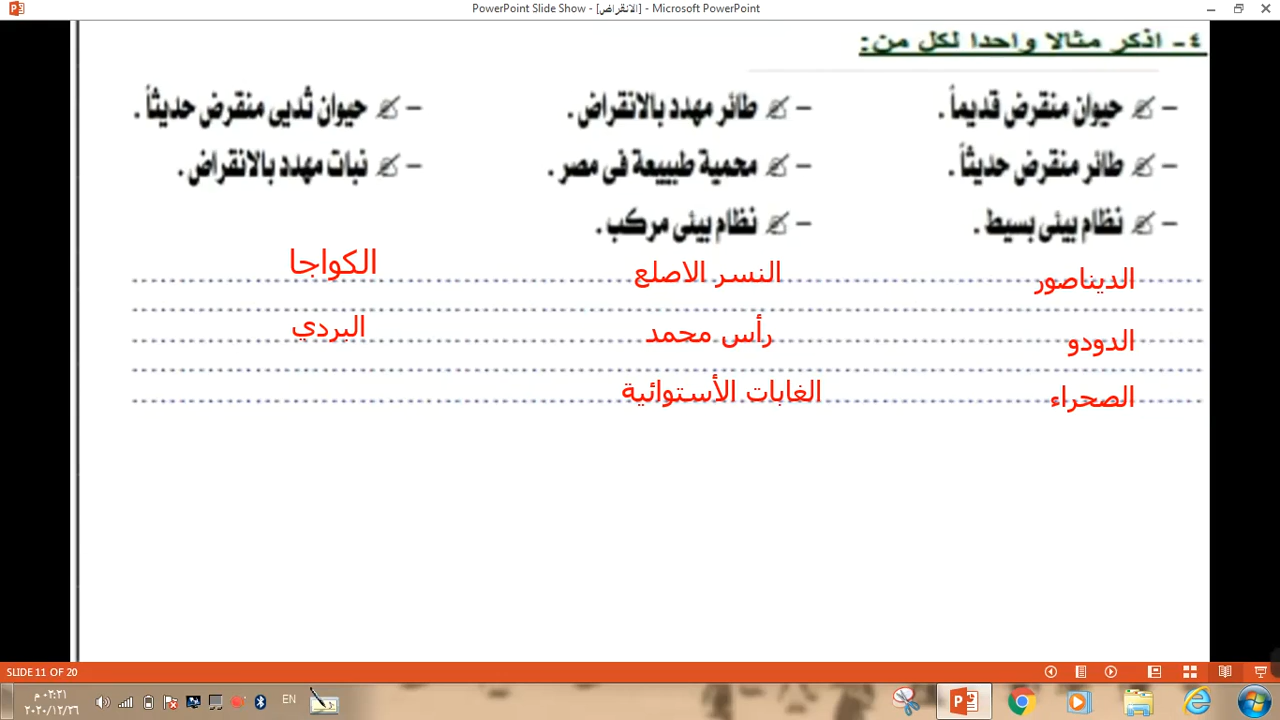 PowerPoint Slide Show - [الانقراض] - Microsoft PowerPoint
٤- اذكر مثالا واحدا لكل من:
- حيوان منقرض قديماً . - طائر مهدد بالانقراض . - حيوان ثديى منقرض حديثاً .
- طائر منقرض حديثاً . - محمية طبيعة فى مصر . - نبات مهدد بالانقراض .
- نظام بيئى بسيط . - نظام بيئى مركب .
الديناصور النسر الاصلع الكواجا
الدودو رأس محمد البردي
الصحراء الغابات الأستوائية
SLIDE 11 OF 20
EN
٠٢:٢١ م
٢٠٢٠/١٢/٢٦